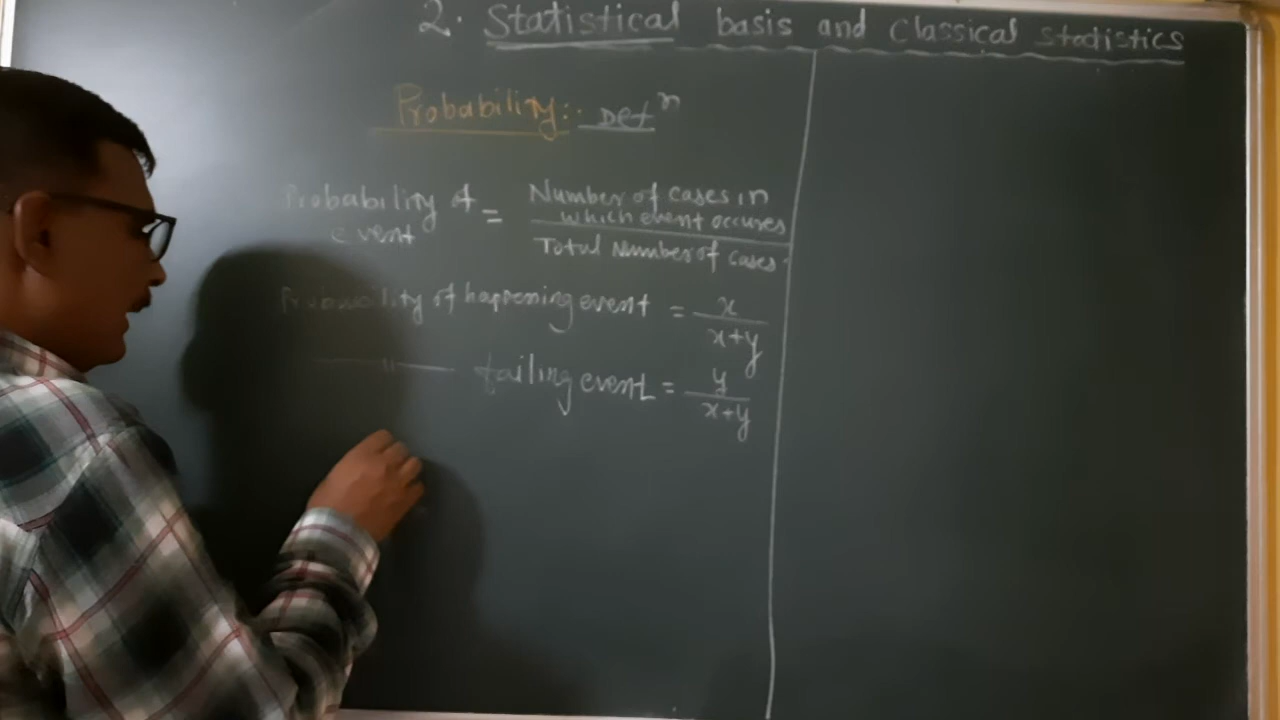 2. Statistical basis and Classical statistics
Probability:- Defⁿ
Probability of event = Number of cases in which event occures / Total Number of cases.
Probability of happening event = x / x+y
—— " —— failing event = y / x+y